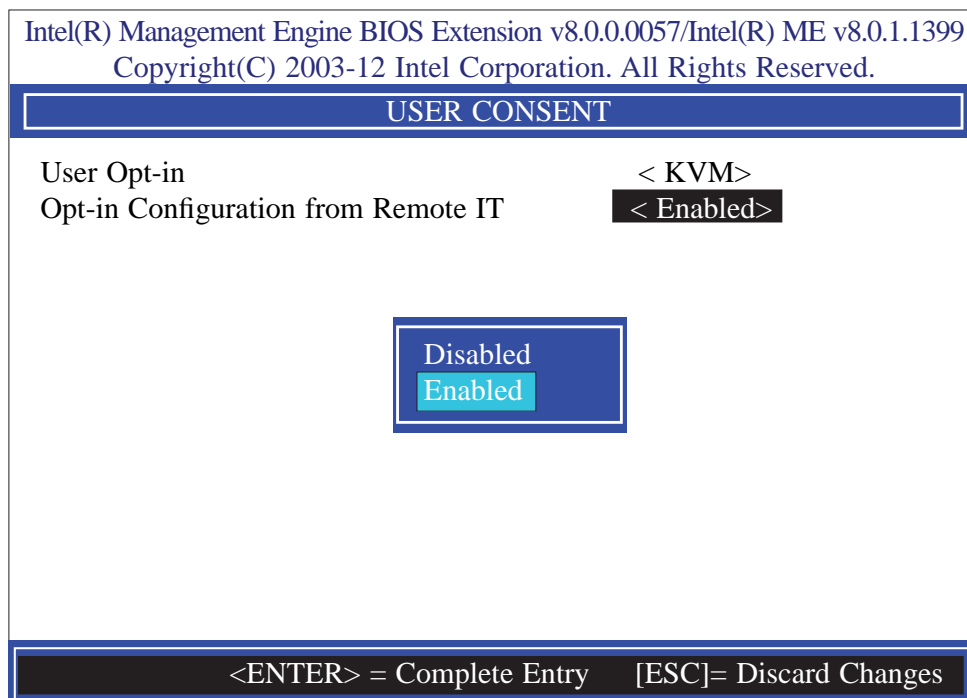 Intel(R) Management Engine BIOS Extension v8.0.0.0057/Intel(R) ME v8.0.1.1399
Copyright(C) 2003-12 Intel Corporation. All Rights Reserved.
USER CONSENT
User Opt-in < KVM>
Opt-in Configuration from Remote IT < Enabled>
Disabled
Enabled
<ENTER> = Complete Entry [ESC]= Discard Changes